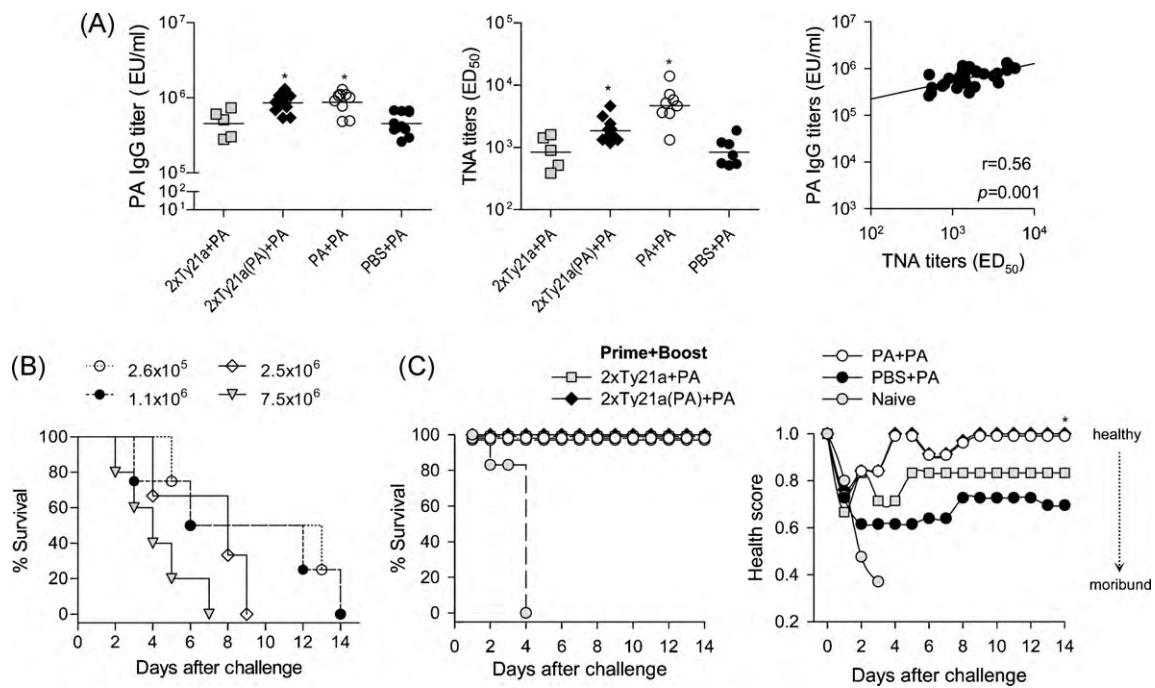 (A)
PA IgG titer (EU/ml)
10^7
10^6
10^5
10^2
10^1
2xTy21a+PA
2xTy21a(PA)+PA
PA+PA
PBS+PA
*
*
TNA titers (ED50)
10^5
10^4
10^3
10^2
2xTy21a+PA
2xTy21a(PA)+PA
PA+PA
PBS+PA
*
*
PA IgG titers (EU/ml)
10^7
10^6
10^5
10^4
10^3
r=0.56
p=0.001
10^2 10^3 10^4
TNA titers (ED50)
(B)
2.6x10^5
2.5x10^6
1.1x10^6
7.5x10^6
% Survival
100
80
60
40
20
0
0 2 4 6 8 10 12 14
Days after challenge
(C)
Prime+Boost
2xTy21a+PA
2xTy21a(PA)+PA
PA+PA
PBS+PA
Naive
% Survival
100
80
60
40
20
0
0 2 4 6 8 10 12 14
Days after challenge
Health score
1.0
0.8
0.6
0.4
0.2
0 2 4 6 8 10 12 14
Days after challenge
*
healthy
moribund